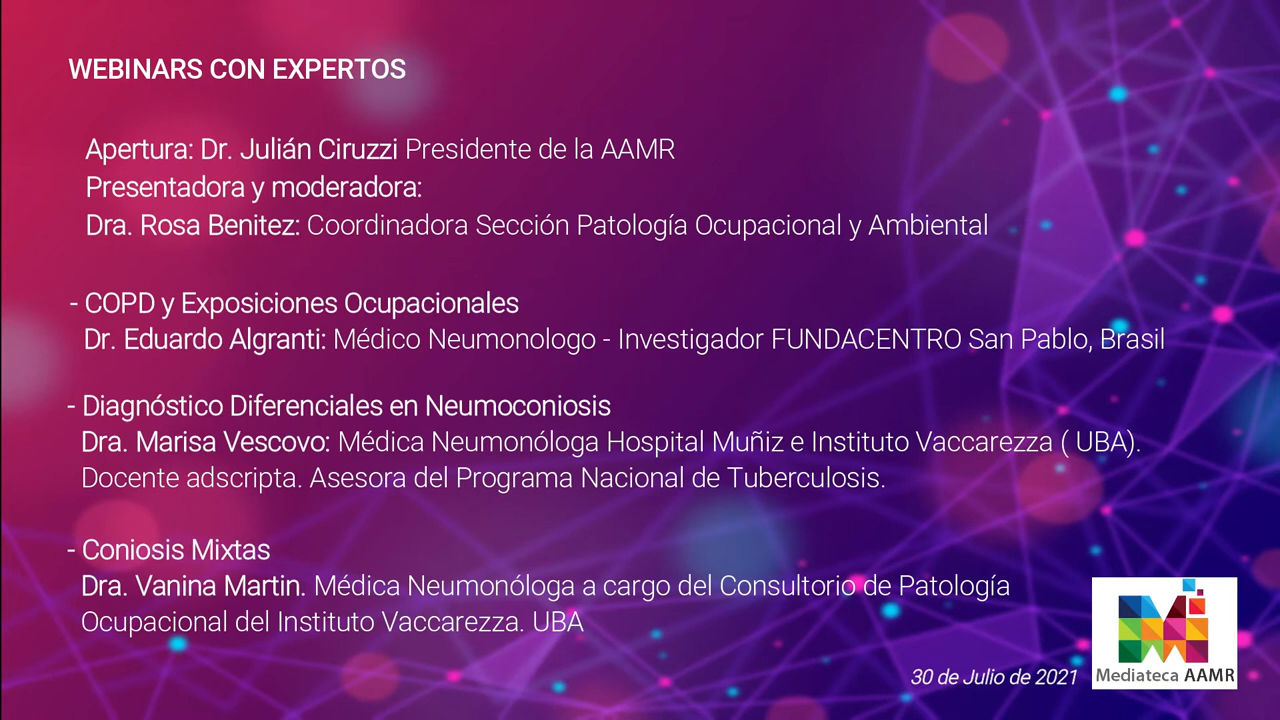 WEBINARS CON EXPERTOS
Apertura: Dr. Julián Ciruzzi Presidente de la AAMR
Presentadora y moderadora:
Dra. Rosa Benitez: Coordinadora Sección Patología Ocupacional y Ambiental
- COPD y Exposiciones Ocupacionales
Dr. Eduardo Algranti: Médico Neumonologo - Investigador FUNDACENTRO San Pablo, Brasil
- Diagnóstico Diferenciales en Neumoconiosis
Dra. Marisa Vescovo: Médica Neumonóloga Hospital Muñiz e Instituto Vaccarezza ( UBA).
Docente adscripta. Asesora del Programa Nacional de Tuberculosis.
- Coniosis Mixtas
Dra. Vanina Martin. Médica Neumonóloga a cargo del Consultorio de Patología
Ocupacional del Instituto Vaccarezza. UBA
30 de Julio de 2021
Mediateca AAMR